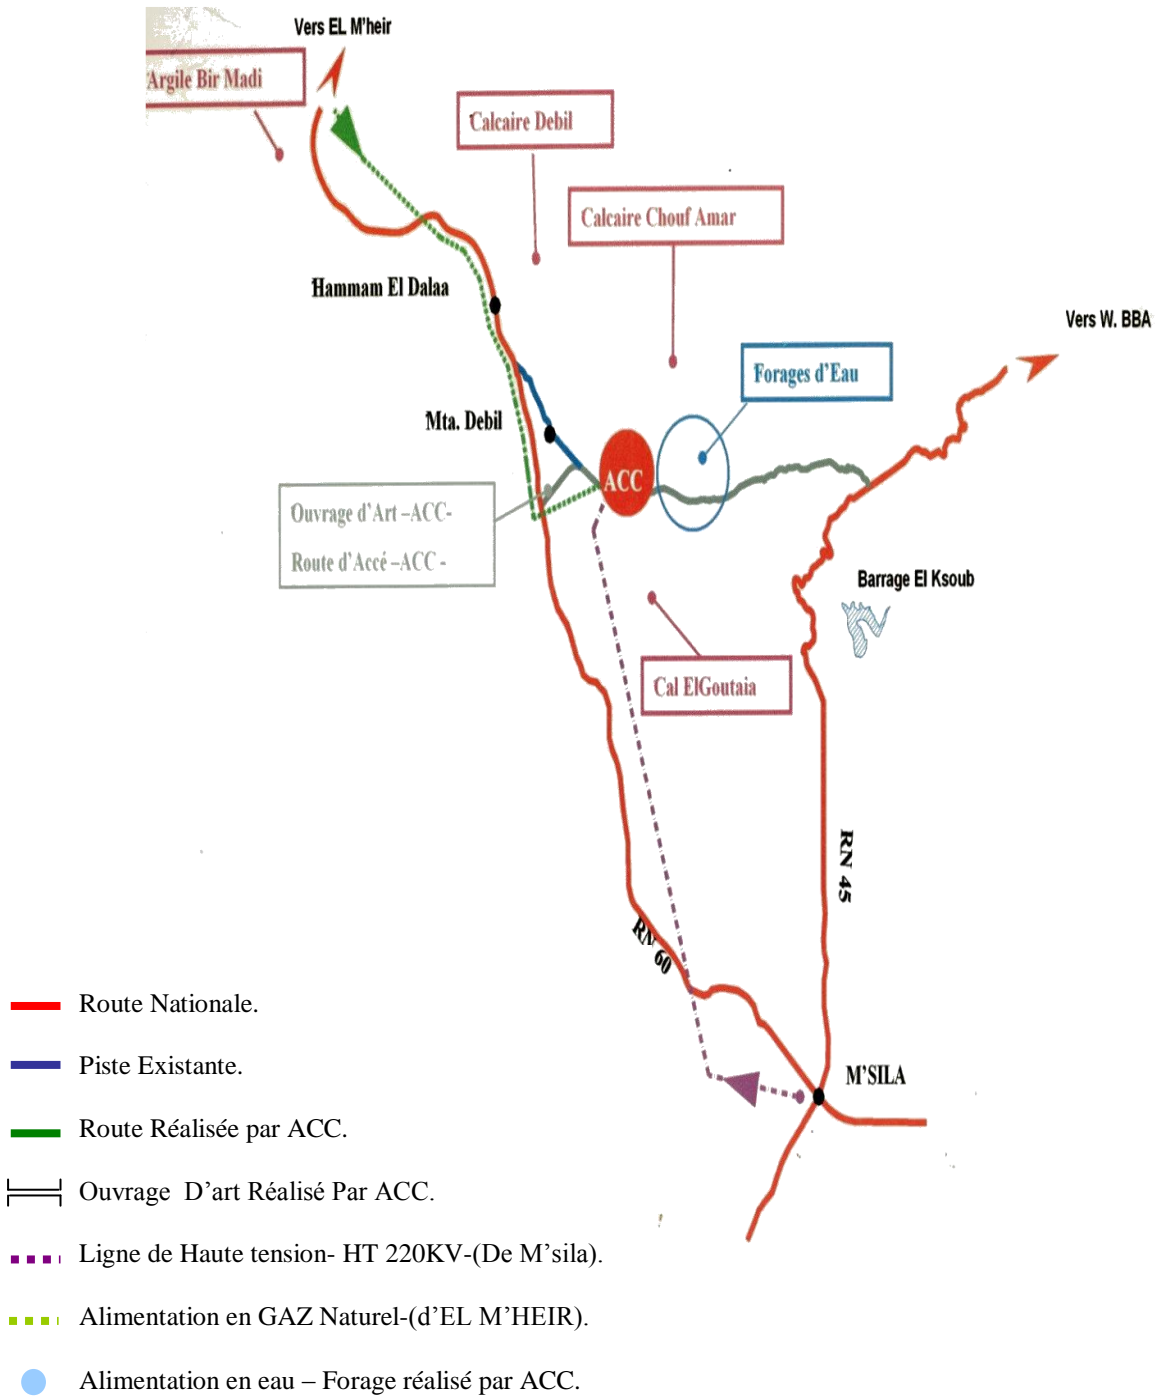 Vers EL M'heir
Argile Bir Madi
Calcaire Debil
Calcaire Chouf Amar
Hammam El Dalaa
Vers W. BBA
Forages d'Eau
Mta. Debil
ACC
Ouvrage d'Art –ACC-
Route d'Accé –ACC -
Barrage El Ksoub
Cal ElGoutaia
RN 45
RN 60
M'SILA
Route Nationale.
Piste Existante.
Route Réalisée par ACC.
Ouvrage D'art Réalisé Par ACC.
Ligne de Haute tension- HT 220KV-(De M'sila).
Alimentation en GAZ Naturel-(d'EL M'HEIR).
Alimentation en eau – Forage réalisé par ACC.